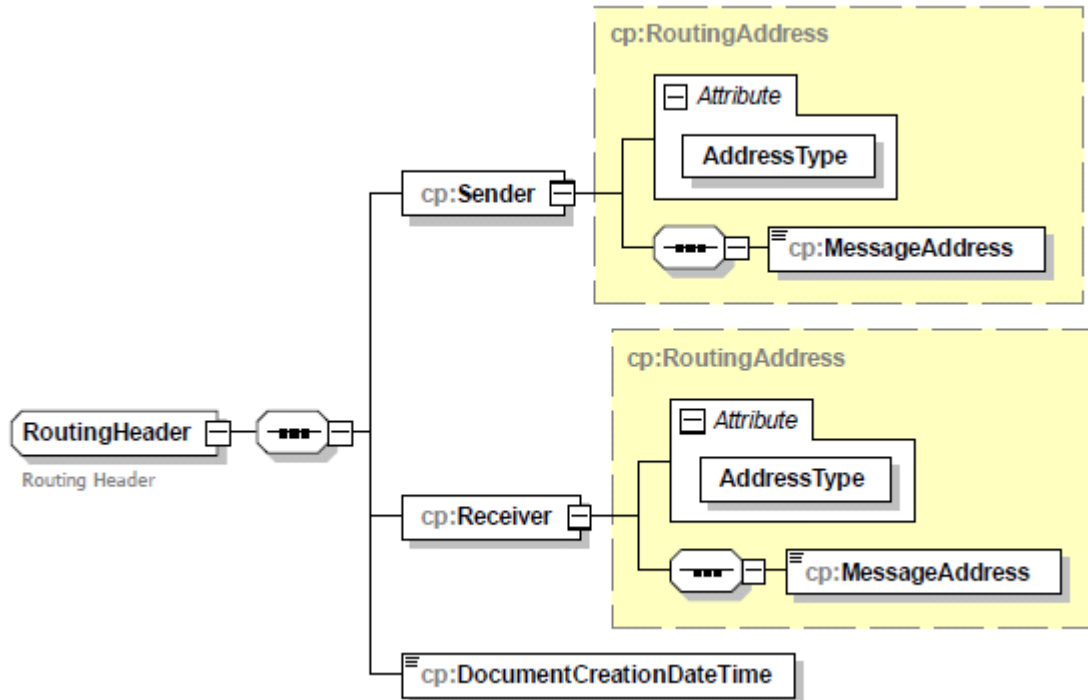 cp:RoutingAddress
Attribute
AddressType
cp:Sender
cp:MessageAddress
cp:RoutingAddress
RoutingHeader
Routing Header
Attribute
AddressType
cp:Receiver
cp:MessageAddress
cp:DocumentCreationDateTime